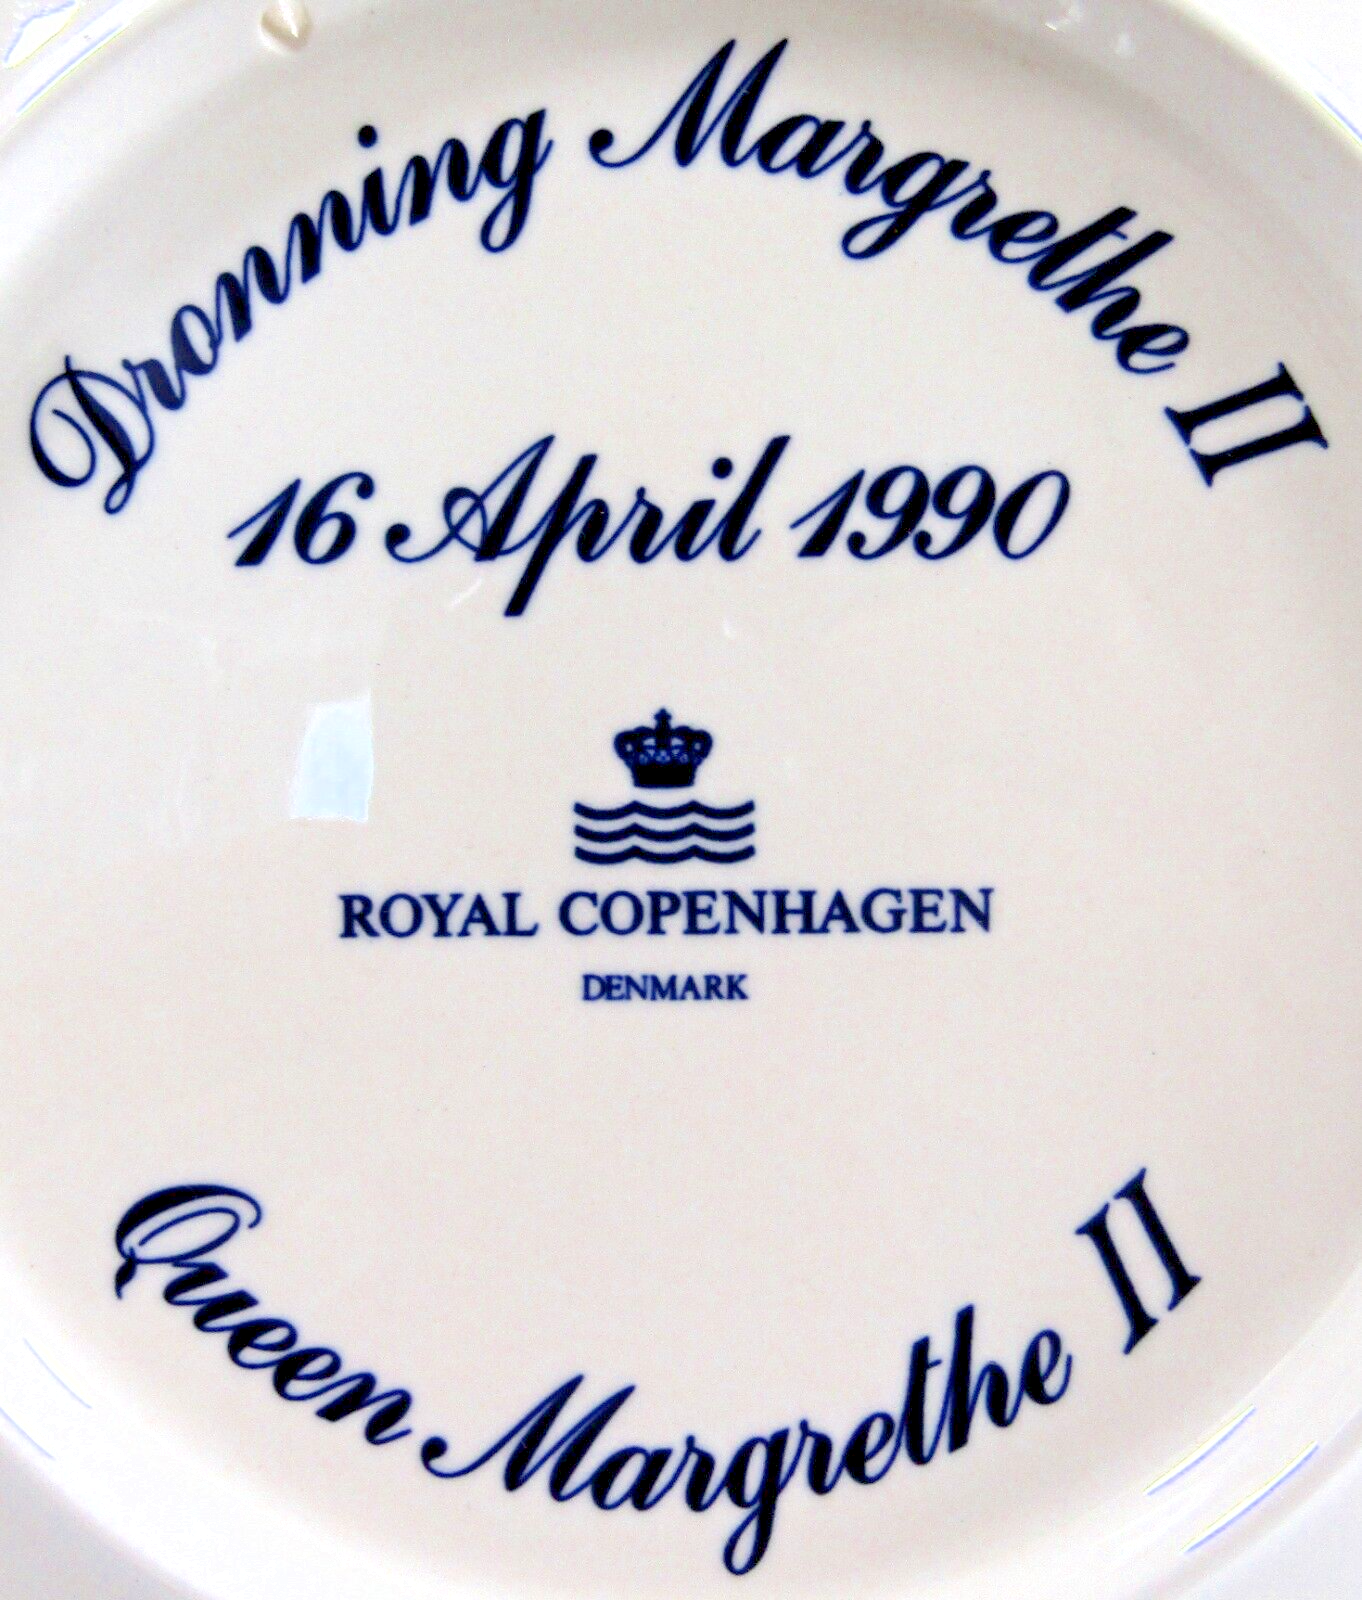 Dronning Margrethe II
16 April 1990
ROYAL COPENHAGEN
DENMARK
Queen Margrethe II